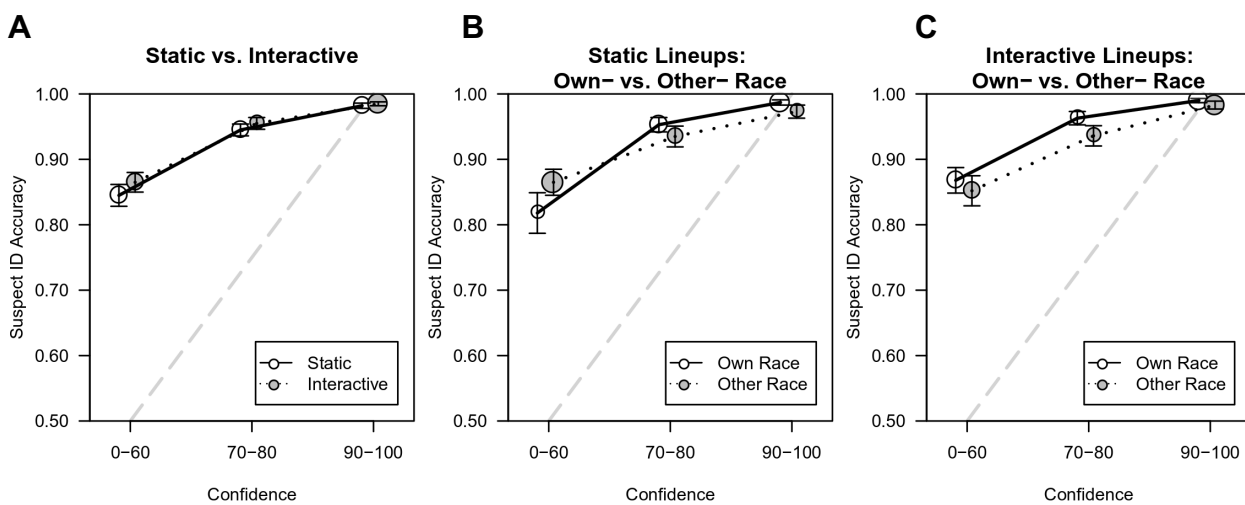 A
Static vs. Interactive
Suspect ID Accuracy
1.00
0.90
0.80
0.70
0.60
0.50
Static
Interactive
0−60
70−80
90−100
Confidence
B
Static Lineups:
Own− vs. Other− Race
Suspect ID Accuracy
1.00
0.90
0.80
0.70
0.60
0.50
Own Race
Other Race
0−60
70−80
90−100
Confidence
C
Interactive Lineups:
Own− vs. Other− Race
Suspect ID Accuracy
1.00
0.90
0.80
0.70
0.60
0.50
Own Race
Other Race
0−60
70−80
90−100
Confidence